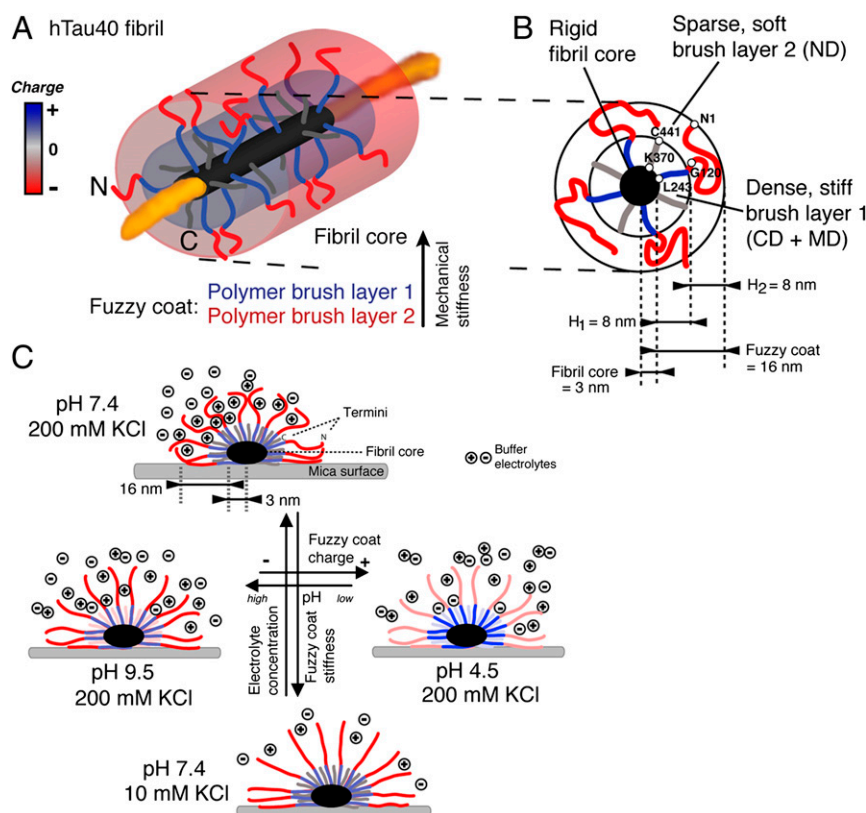 A
hTau40 fibril
Charge
+
0
-
N
C
Fibril core
Fuzzy coat:
Polymer brush layer 1
Polymer brush layer 2
Mechanical
stiffness
B
Rigid
fibril core
Sparse, soft
brush layer 2 (ND)
N1
C441
K370
G120
L243
Dense, stiff
brush layer 1
(CD + MD)
H2 = 8 nm
H1 = 8 nm
Fuzzy coat
= 16 nm
Fibril core
= 3 nm
C
pH 7.4
200 mM KCl
Termini
C
N
Fibril core
Mica surface
Buffer
electrolytes
16 nm
3 nm
Fuzzy coat
charge
-
+
high
pH
low
Electrolyte
concentration
Fuzzy coat
stiffness
pH 9.5
200 mM KCl
pH 4.5
200 mM KCl
pH 7.4
10 mM KCl